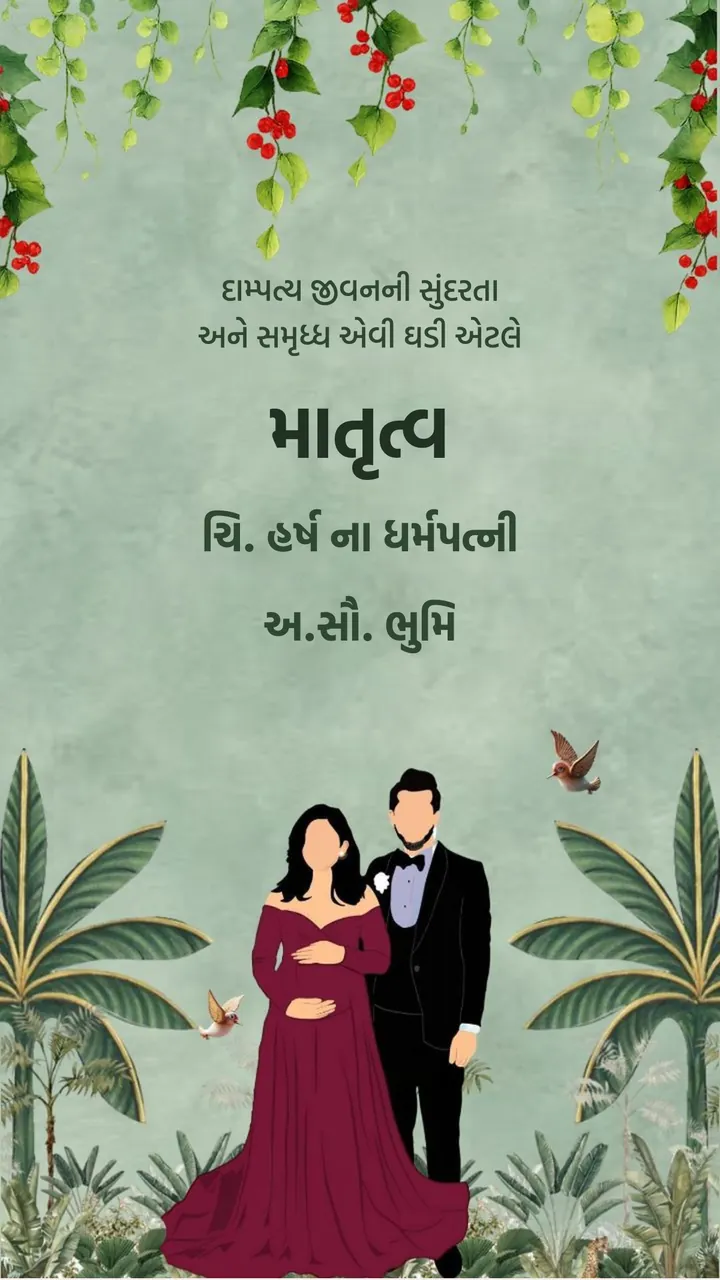 દામ્પત્ય જીવનની સુંદરતા
અને સમૃધ્ધ એવી ઘડી એટલે
માતૃત્વ
ચિ. હર્ષ ના ધર્મપત્ની
અ.સૌ. ભુમિ